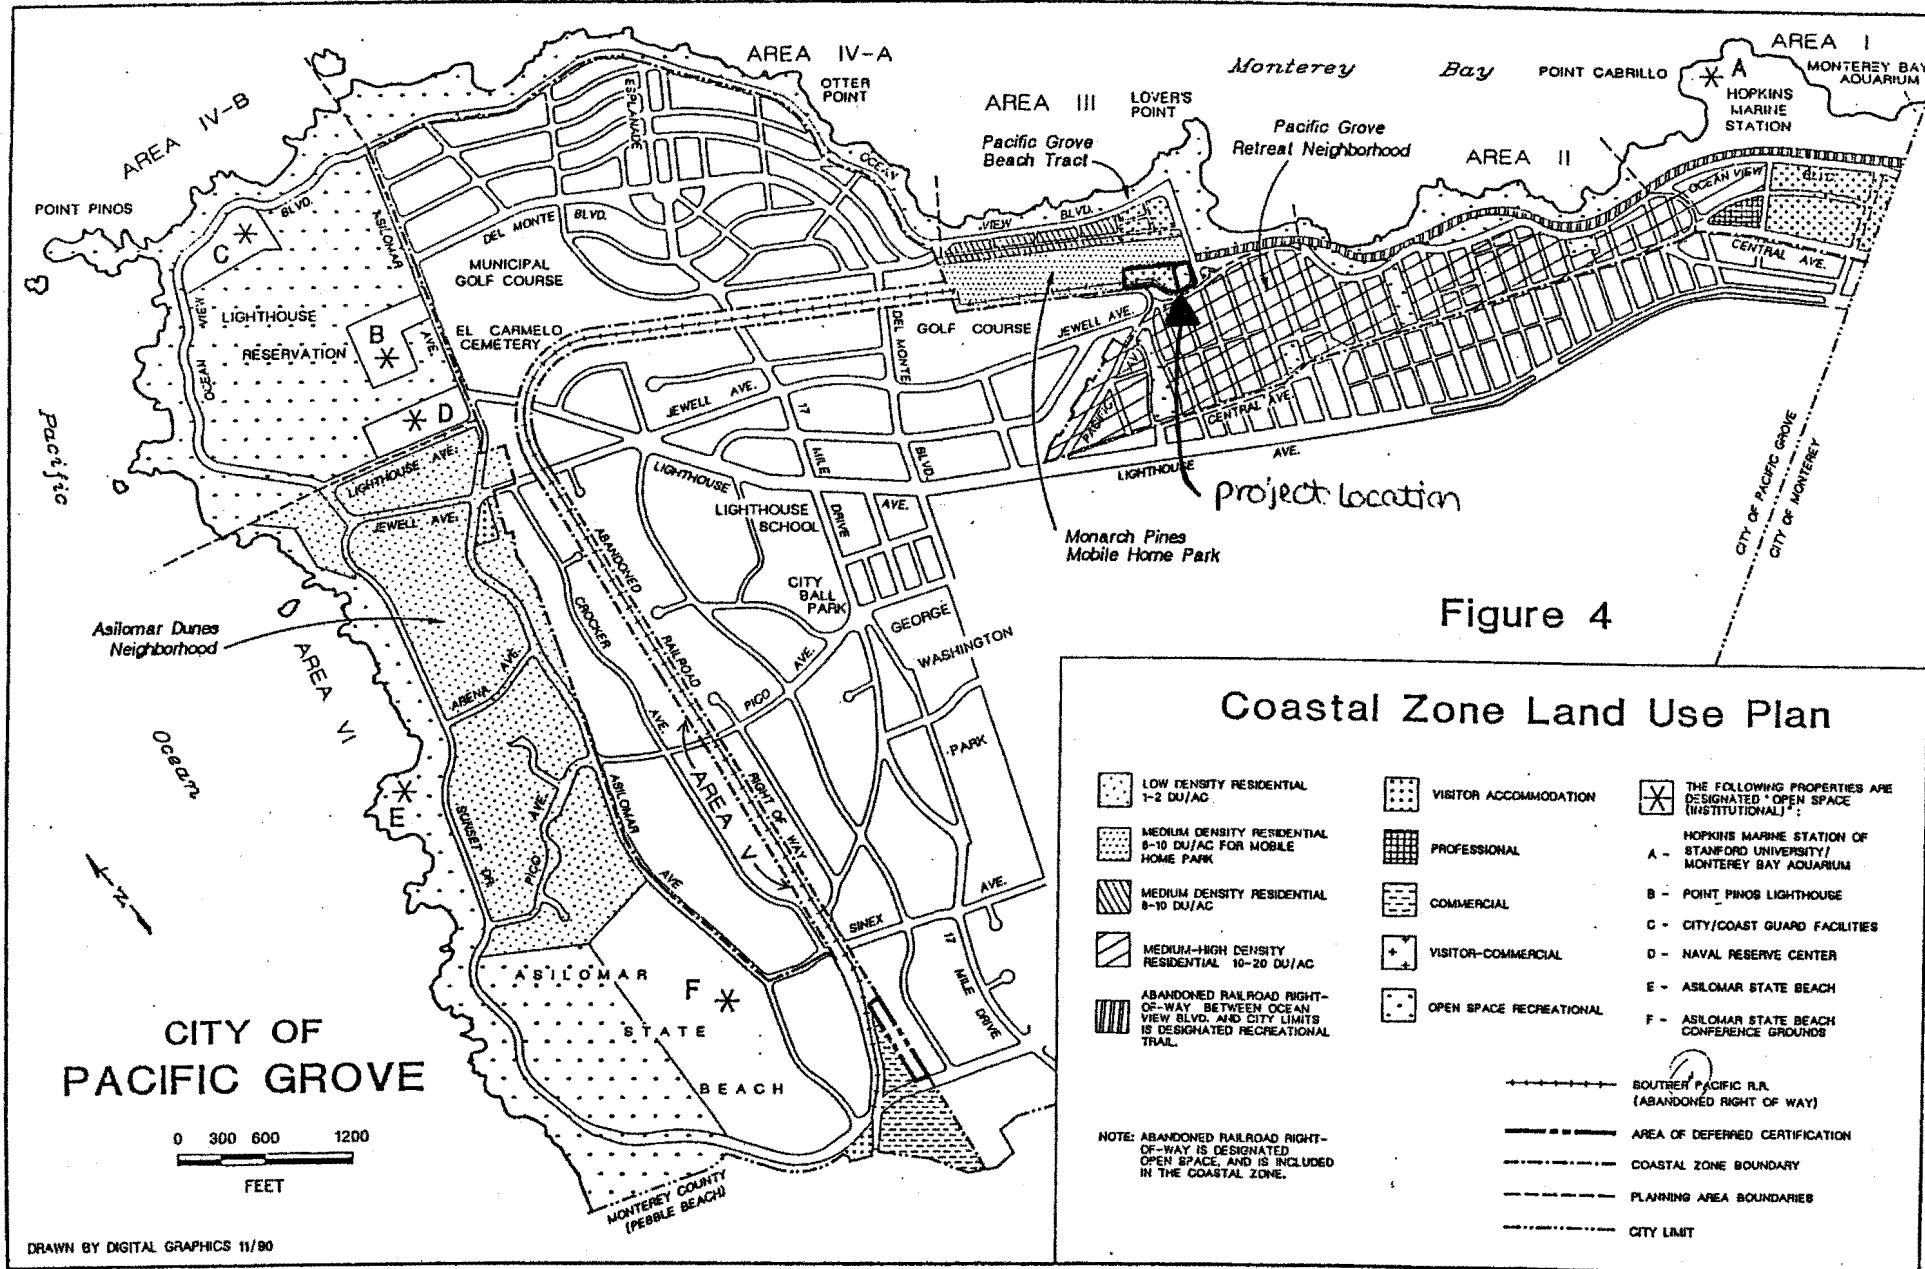 AREA I
AREA IV-A
Monterey Bay
POINT CABRILLO
A
MONTEREY BAY
AQUARIUM
OTTER
POINT
AREA III
LOVER'S
POINT
HOPKINS
MARINE
STATION
AREA IV-B
ESPLANADE
Pacific Grove
Beach Tract
Pacific Grove
Retreat Neighborhood
AREA II
OCEAN
OCEAN VIEW
BLVD.
POINT PINOS
BLVD.
ASILOMAR
DEL MONTE BLVD.
VIEW BLVD.
C
MUNICIPAL
GOLF COURSE
CENTRAL AVE.
VIEW
LIGHTHOUSE
B
AVE.
EL CARMELO
CEMETERY
DEL MONTE
GOLF COURSE
JEWELL AVE.
RESERVATION
OCEAN
D
JEWELL AVE.
17
PACIFIC
AVE.
CENTRAL AVE.
Pacific
LIGHTHOUSE AVE.
LIGHTHOUSE
MILE
BLVD.
LIGHTHOUSE AVE.
project Location
JEWELL AVE.
LIGHTHOUSE
SCHOOL
DRIVE
AVE.
ABANDONED
Monarch Pines
Mobile Home Park
CITY OF PACIFIC GROVE
CITY OF MONTEREY
CITY
BALL
PARK
CROCKER
GEORGE
WASHINGTON
Figure 4
Asilomar Dunes
Neighborhood
AREA VI
RAILROAD
AVE.
ARENA AVE.
PICO
AVE.
PARK
Ocean
AREA V
RIGHT OF WAY
ASILOMAR
AVE
E
SUNSET
DR.
PICO
AVE.
AVE.
SINEX
17
MILE
DRIVE
ASILOMAR
F
STATE
BEACH
Coastal Zone Land Use Plan
LOW DENSITY RESIDENTIAL
1-2 DU/AC
MEDIUM DENSITY RESIDENTIAL
8-10 DU/AC FOR MOBILE
HOME PARK
MEDIUM DENSITY RESIDENTIAL
8-10 DU/AC
MEDIUM-HIGH DENSITY
RESIDENTIAL 10-20 DU/AC
ABANDONED RAILROAD RIGHT-
OF-WAY BETWEEN OCEAN
VIEW BLVD. AND CITY LIMITS
IS DESIGNATED RECREATIONAL
TRAIL.
VISITOR ACCOMMODATION
PROFESSIONAL
COMMERCIAL
VISITOR-COMMERCIAL
OPEN SPACE RECREATIONAL
THE FOLLOWING PROPERTIES ARE
DESIGNATED "OPEN SPACE
(INSTITUTIONAL)":
HOPKINS MARINE STATION OF
A - STANFORD UNIVERSITY/
MONTEREY BAY AQUARIUM
B - POINT PINOS LIGHTHOUSE
C - CITY/COAST GUARD FACILITIES
D - NAVAL RESERVE CENTER
E - ASILOMAR STATE BEACH
F - ASILOMAR STATE BEACH
CONFERENCE GROUNDS
SOUTHER PACIFIC R.R.
(ABANDONED RIGHT OF WAY)
AREA OF DEFERRED CERTIFICATION
COASTAL ZONE BOUNDARY
PLANNING AREA BOUNDARIES
CITY LIMIT
NOTE: ABANDONED RAILROAD RIGHT-
OF-WAY IS DESIGNATED
OPEN SPACE, AND IS INCLUDED
IN THE COASTAL ZONE.
N
CITY OF
PACIFIC GROVE
0 300 600 1200
FEET
MONTEREY COUNTY
(PEBBLE BEACH)
DRAWN BY DIGITAL GRAPHICS 11/90